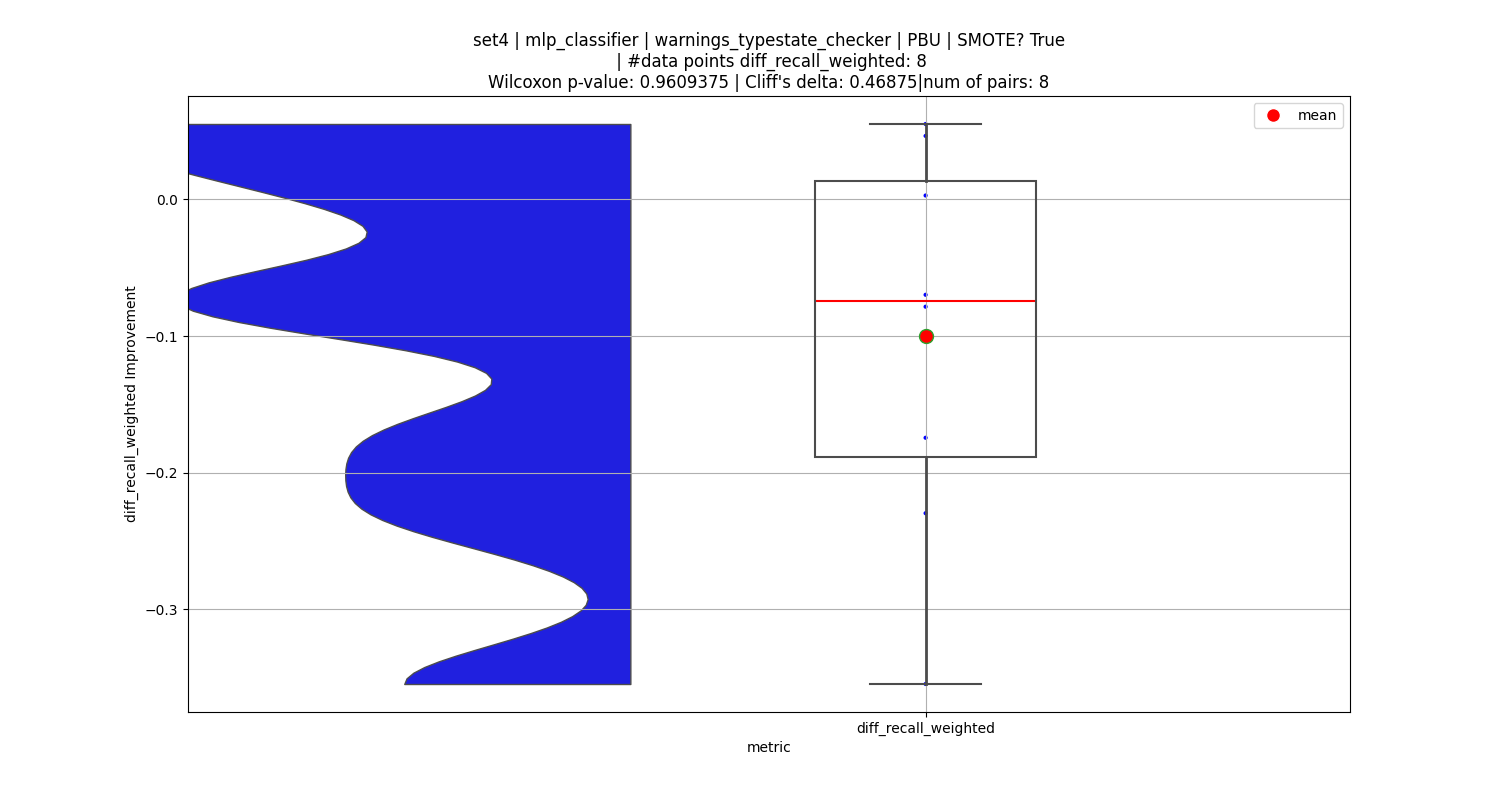 set4 | mlp_classifier | warnings_typestate_checker | PBU | SMOTE? True
| #data points diff_recall_weighted: 8
Wilcoxon p-value: 0.9609375 | Cliff's delta: 0.46875|num of pairs: 8
mean
0.0
−0.1
−0.2
−0.3
diff_recall_weighted Improvement
diff_recall_weighted
metric